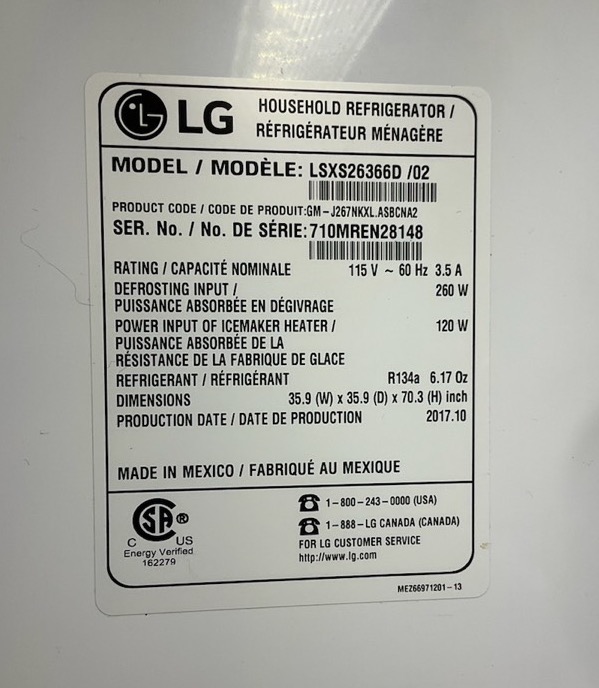 LG HOUSEHOLD REFRIGERATOR /
RÉFRIGÉRATEUR MÉNAGÈRE
MODEL / MODÈLE: LSXS26366D /02
PRODUCT CODE / CODE DE PRODUIT:GM-J267NKXL.ASBCNA2
SER. No. / No. DE SÉRIE:710MREN28148
RATING / CAPACITÉ NOMINALE 115 V ~ 60 Hz 3.5 A
DEFROSTING INPUT / 260 W
PUISSANCE ABSORBÉE EN DÉGIVRAGE
POWER INPUT OF ICEMAKER HEATER / 120 W
PUISSANCE ABSORBÉE DE LA
RÉSISTANCE DE LA FABRIQUE DE GLACE
REFRIGERANT / RÉFRIGÉRANT R134a 6.17 Oz
DIMENSIONS 35.9 (W) x 35.9 (D) x 70.3 (H) inch
PRODUCTION DATE / DATE DE PRODUCTION 2017.10
MADE IN MEXICO / FABRIQUÉ AU MEXIQUE
SA ®
C US
Energy Verified
162279
1-800-243-0000 (USA)
1-888-LG CANADA (CANADA)
FOR LG CUSTOMER SERVICE
http://www.lg.com
MEZ66971201-13